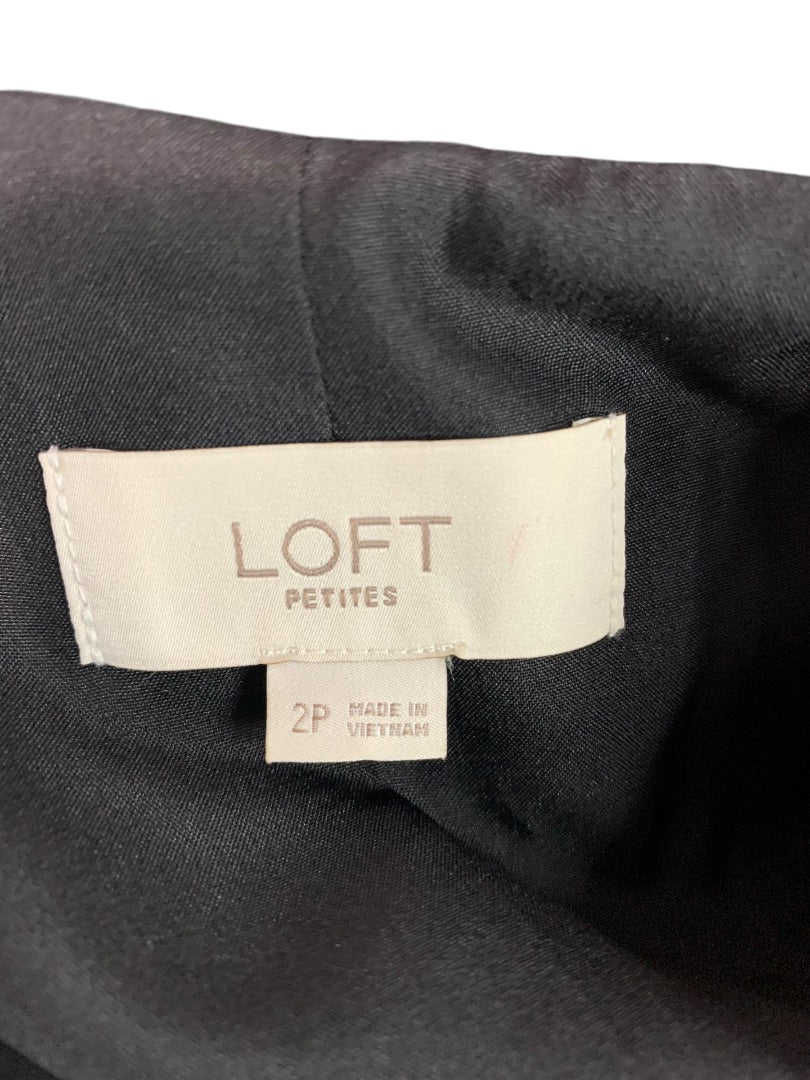 LOFT
PETITES
2P MADE IN
VIETNAM